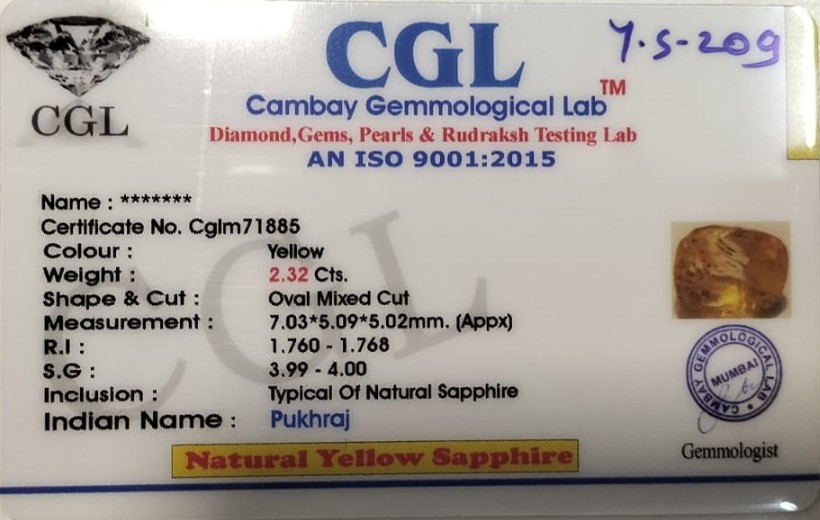 CGL
Y.S-209
CGL
Cambay Gemmological Lab™
Diamond,Gems, Pearls & Rudraksh Testing Lab
AN ISO 9001:2015
Name : *******
Certificate No. Cglm71885
Colour : Yellow
Weight : 2.32 Cts.
Shape & Cut : Oval Mixed Cut
Measurement : 7.03*5.09*5.02mm. (Appx)
R.I : 1.760 - 1.768
S.G : 3.99 - 4.00
Inclusion : Typical Of Natural Sapphire
Indian Name : Pukhraj
CGL
CAMBAY GEMMOLOGICAL LAB
MUMBAI
Gemmologist
Natural Yellow Sapphire